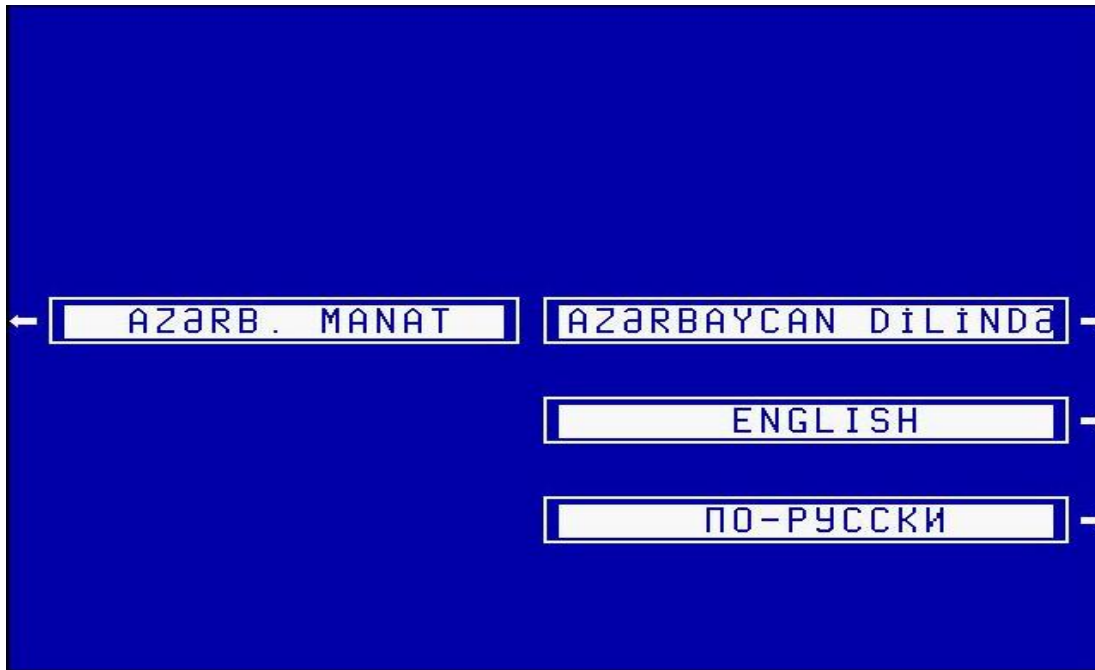 AZƏRB. MANAT
AZƏRBAYCAN DİLİNDƏ
ENGLISH
ПО-РУССКИ